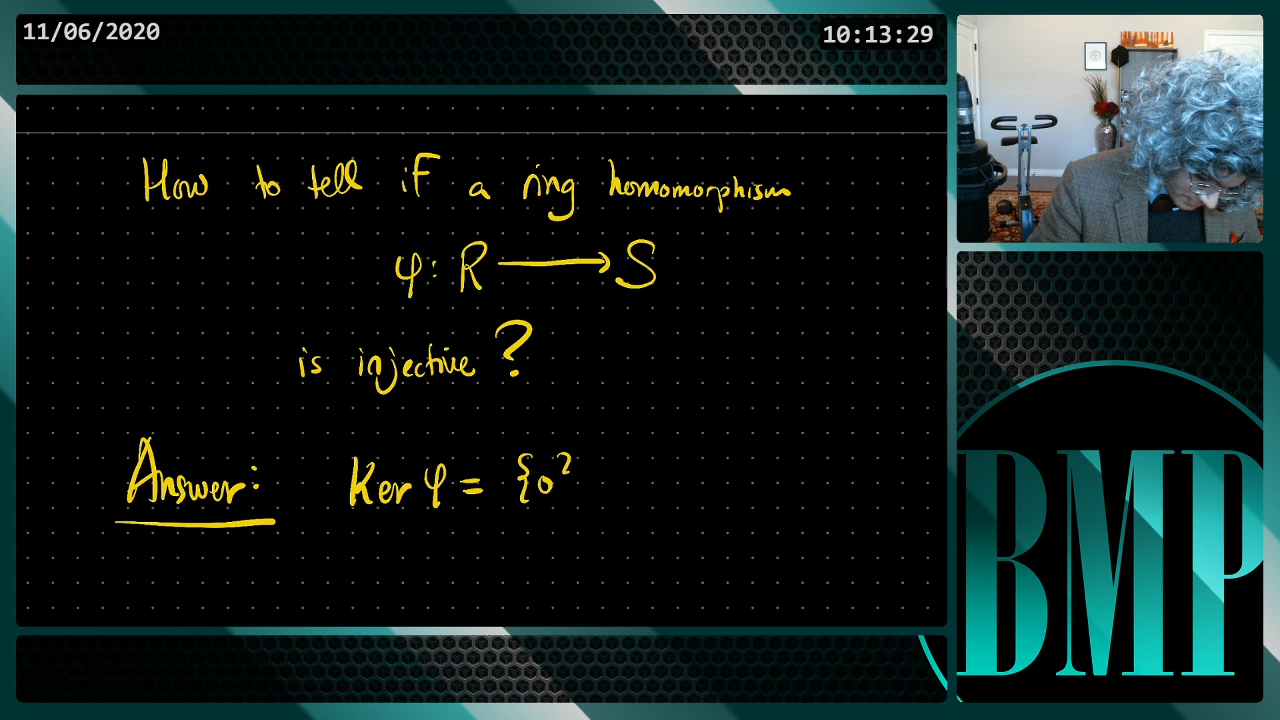 11/06/2020
10:13:29
How to tell if a ring homomorphism
φ: R ⟶ S
is injective ?
Answer: Ker φ = {0
BMP